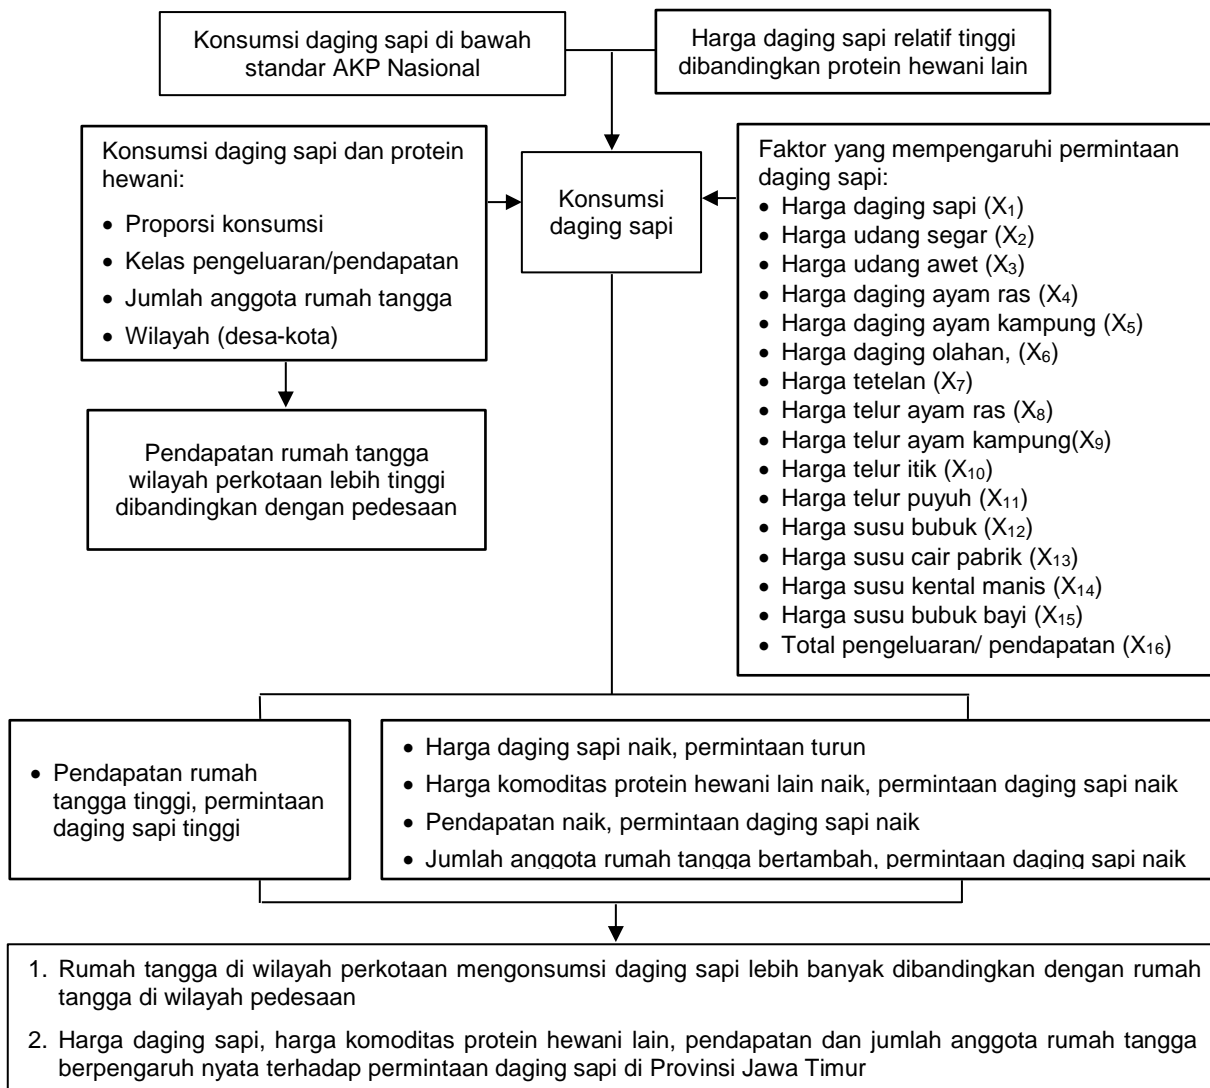 Konsumsi daging sapi di bawah
standar AKP Nasional
Harga daging sapi relatif tinggi
dibandingkan protein hewani lain
Konsumsi daging sapi dan protein
hewani:
• Proporsi konsumsi
• Kelas pengeluaran/pendapatan
• Jumlah anggota rumah tangga
• Wilayah (desa-kota)
Konsumsi
daging sapi
Faktor yang mempengaruhi permintaan
daging sapi:
• Harga daging sapi (X₁)
• Harga udang segar (X₂)
• Harga udang awet (X₃)
• Harga daging ayam ras (X₄)
• Harga daging ayam kampung (X₅)
• Harga daging olahan, (X₆)
• Harga tetelan (X₇)
• Harga telur ayam ras (X₈)
• Harga telur ayam kampung(X₉)
• Harga telur itik (X₁₀)
• Harga telur puyuh (X₁₁)
• Harga susu bubuk (X₁₂)
• Harga susu cair pabrik (X₁₃)
• Harga susu kental manis (X₁₄)
• Harga susu bubuk bayi (X₁₅)
• Total pengeluaran/ pendapatan (X₁₆)
Pendapatan rumah tangga
wilayah perkotaan lebih tinggi
dibandingkan dengan pedesaan
• Pendapatan rumah
tangga tinggi, permintaan
daging sapi tinggi
• Harga daging sapi naik, permintaan turun
• Harga komoditas protein hewani lain naik, permintaan daging sapi naik
• Pendapatan naik, permintaan daging sapi naik
• Jumlah anggota rumah tangga bertambah, permintaan daging sapi naik
1. Rumah tangga di wilayah perkotaan mengonsumsi daging sapi lebih banyak dibandingkan dengan rumah
tangga di wilayah pedesaan
2. Harga daging sapi, harga komoditas protein hewani lain, pendapatan dan jumlah anggota rumah tangga
berpengaruh nyata terhadap permintaan daging sapi di Provinsi Jawa Timur